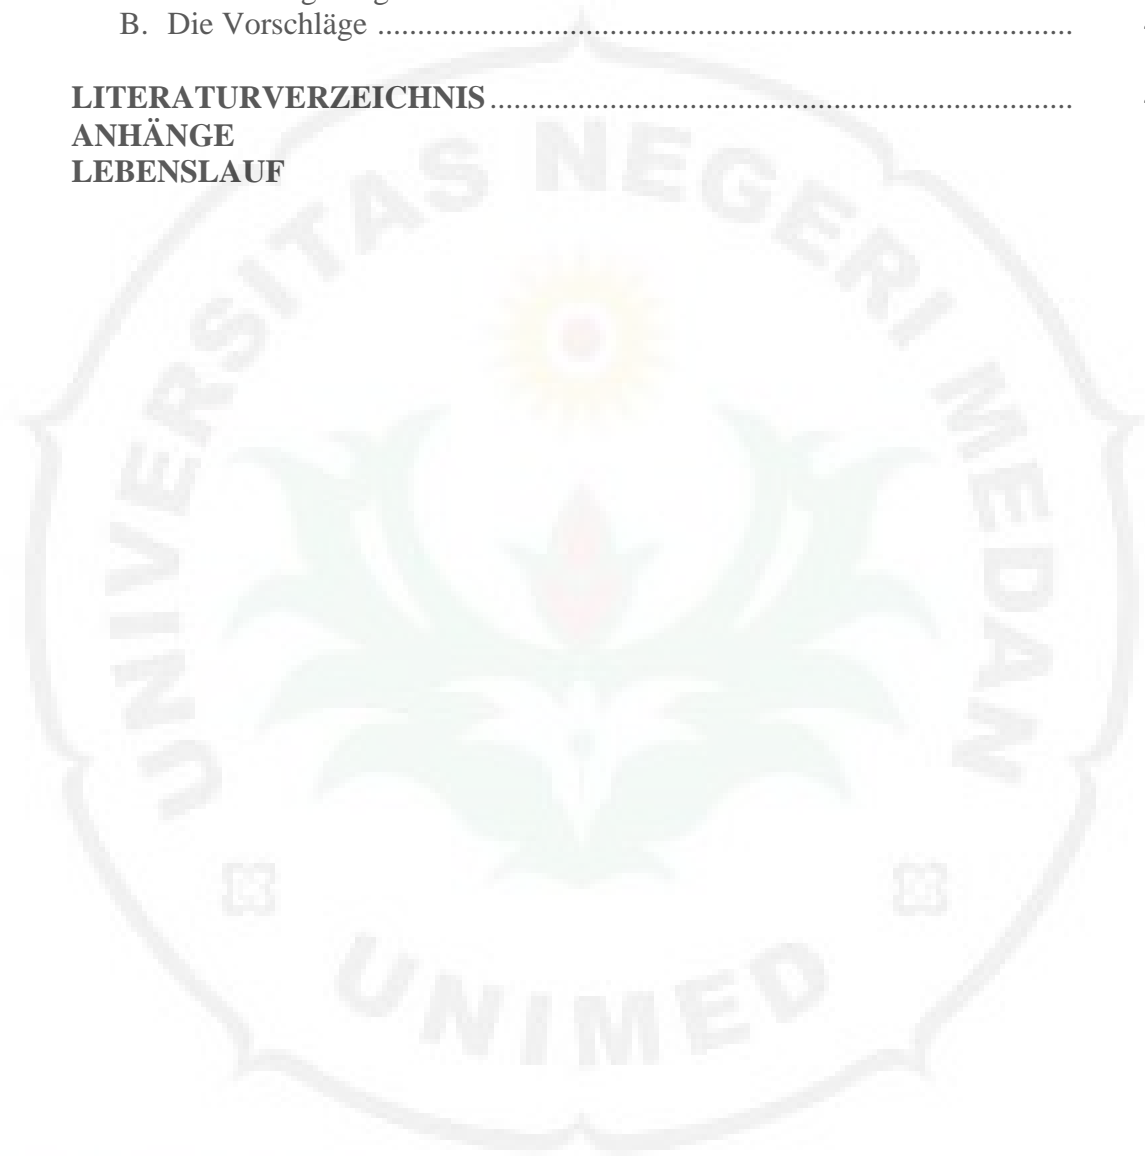 B. Die Vorschläge ......................................................................................
LITERATURVERZEICHNIS ........................................................................
ANHÄNGE
LEBENSLAUF
UNIVERSITAS NEGERI MEDAN
UNIMED